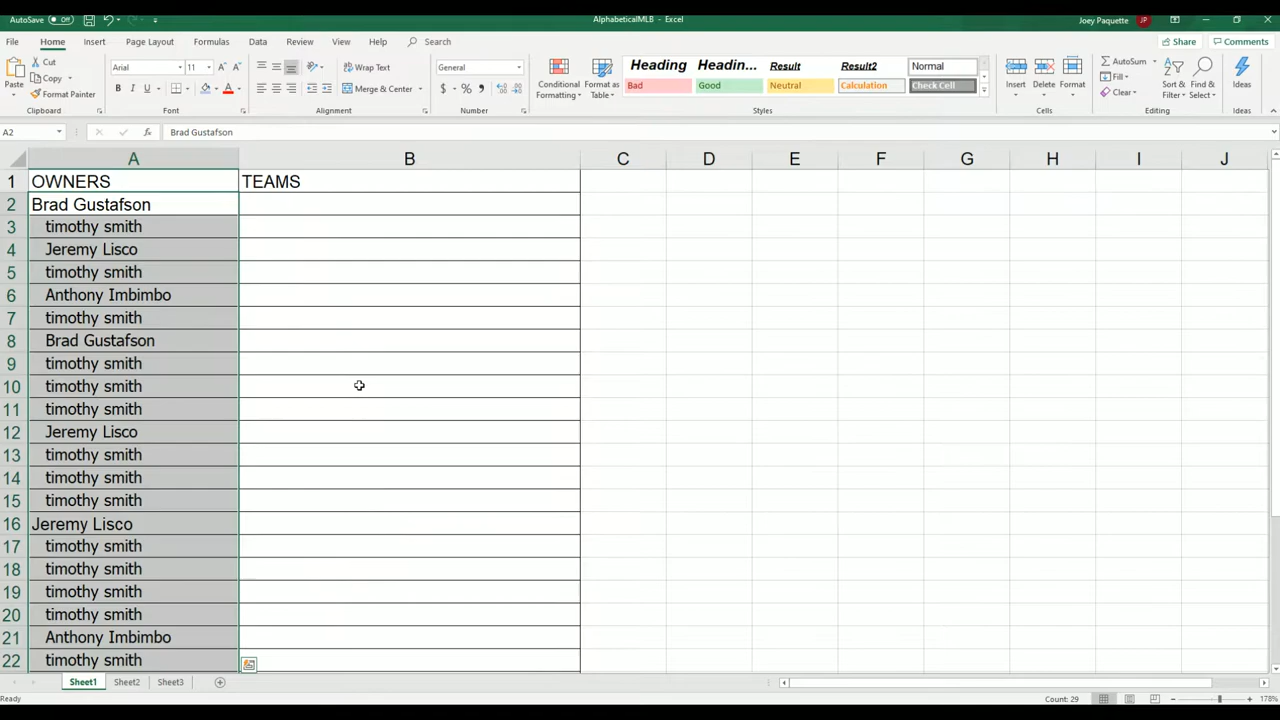 AutoSave Off AlphabeticalMLB - Excel Joey Paquette JP
File Home Insert Page Layout Formulas Data Review View Help Search Share Comments
Paste Cut Copy Format Painter Clipboard
Arial 11 A A B I U A Font
Wrap Text Merge & Center Alignment
General $ % , Number
Conditional Formatting Format as Table
Heading Headin... Result Result2 Normal
Bad Good Neutral Calculation Check Cell
Styles
Insert Delete Format Cells
AutoSum Fill Clear Sort & Filter Find & Select Editing
Ideas Ideas
A2 fx Brad Gustafson
A B C D E F G H I J
1 OWNERS TEAMS
2 Brad Gustafson
3 timothy smith
4 Jeremy Lisco
5 timothy smith
6 Anthony Imbimbo
7 timothy smith
8 Brad Gustafson
9 timothy smith
10 timothy smith
11 timothy smith
12 Jeremy Lisco
13 timothy smith
14 timothy smith
15 timothy smith
16 Jeremy Lisco
17 timothy smith
18 timothy smith
19 timothy smith
20 timothy smith
21 Anthony Imbimbo
22 timothy smith
Sheet1 Sheet2 Sheet3
Ready Count: 29 178%